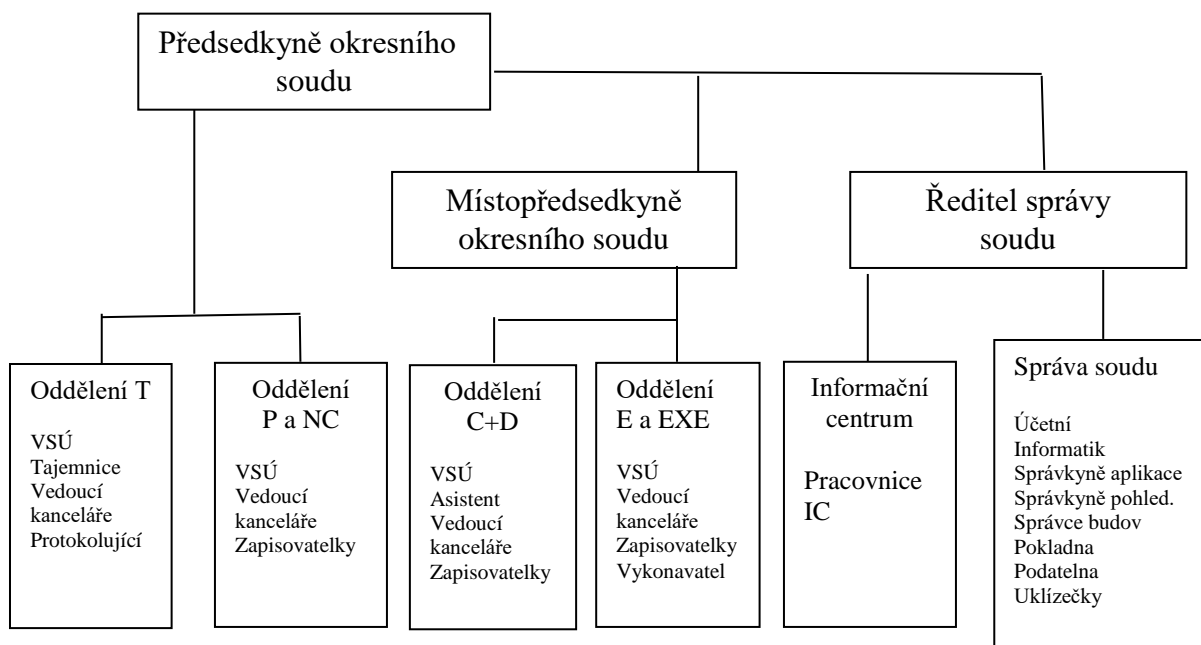 Předsedkyně okresního
soudu
Místopředsedkyně
okresního soudu
Ředitel správy
soudu
Oddělení T
VSÚ
Tajemnice
Vedoucí
kanceláře
Protokolující
Oddělení
P a NC
VSÚ
Vedoucí
kanceláře
Zapisovatelky
Oddělení
C+D
VSÚ
Asistent
Vedoucí
kanceláře
Zapisovatelky
Oddělení
E a EXE
VSÚ
Vedoucí
kanceláře
Zapisovatelky
Vykonavatel
Informační
centrum
Pracovnice
IC
Správa soudu
Účetní
Informatik
Správkyně aplikace
Správkyně pohled.
Správce budov
Pokladna
Podatelna
Uklízečky